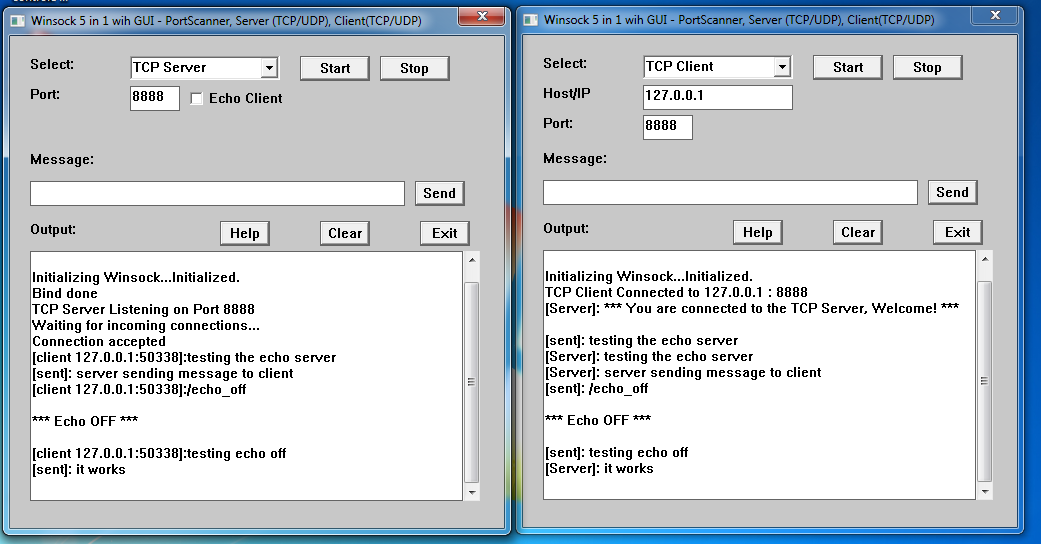 Winsock 5 in 1 wih GUI - PortScanner, Server (TCP/UDP), Client(TCP/UDP)
Select:
TCP Server
Start
Stop
Port:
8888
Echo Client
Message:
Send
Output:
Help
Clear
Exit
Initializing Winsock...Initialized.
Bind done
TCP Server Listening on Port 8888
Waiting for incoming connections...
Connection accepted
[client 127.0.0.1:50338]:testing the echo server
[sent]: server sending message to client
[client 127.0.0.1:50338]:/echo_off
*** Echo OFF ***
[client 127.0.0.1:50338]:testing echo off
[sent]: it works
Winsock 5 in 1 wih GUI - PortScanner, Server (TCP/UDP), Client(TCP/UDP)
Select:
TCP Client
Start
Stop
Host/IP
127.0.0.1
Port:
8888
Message:
Send
Output:
Help
Clear
Exit
Initializing Winsock...Initialized.
TCP Client Connected to 127.0.0.1 : 8888
[Server]: *** You are connected to the TCP Server, Welcome! ***
[sent]: testing the echo server
[Server]: testing the echo server
[Server]: server sending message to client
[sent]: /echo_off
*** Echo OFF ***
[sent]: testing echo off
[Server]: it works